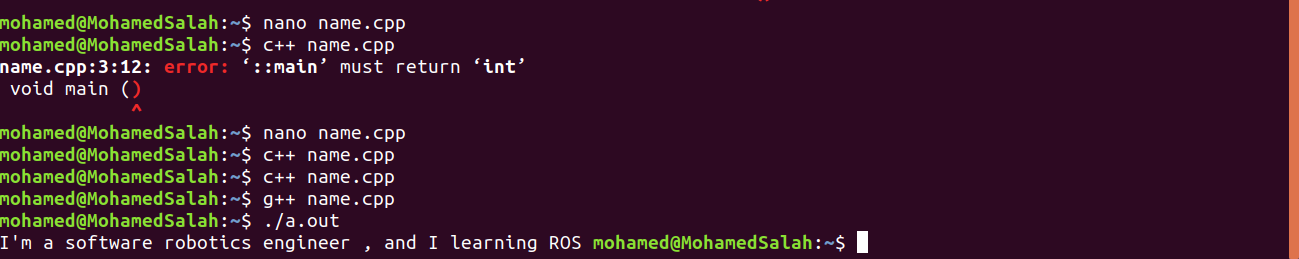 mohamed@MohamedSalah:~$ nano name.cpp
mohamed@MohamedSalah:~$ c++ name.cpp
name.cpp:3:12: error: ‘::main’ must return ‘int’
 void main ()
            ^
mohamed@MohamedSalah:~$ nano name.cpp
mohamed@MohamedSalah:~$ c++ name.cpp
mohamed@MohamedSalah:~$ c++ name.cpp
mohamed@MohamedSalah:~$ g++ name.cpp
mohamed@MohamedSalah:~$ ./a.out
I'm a software robotics engineer , and I learning ROS mohamed@MohamedSalah:~$